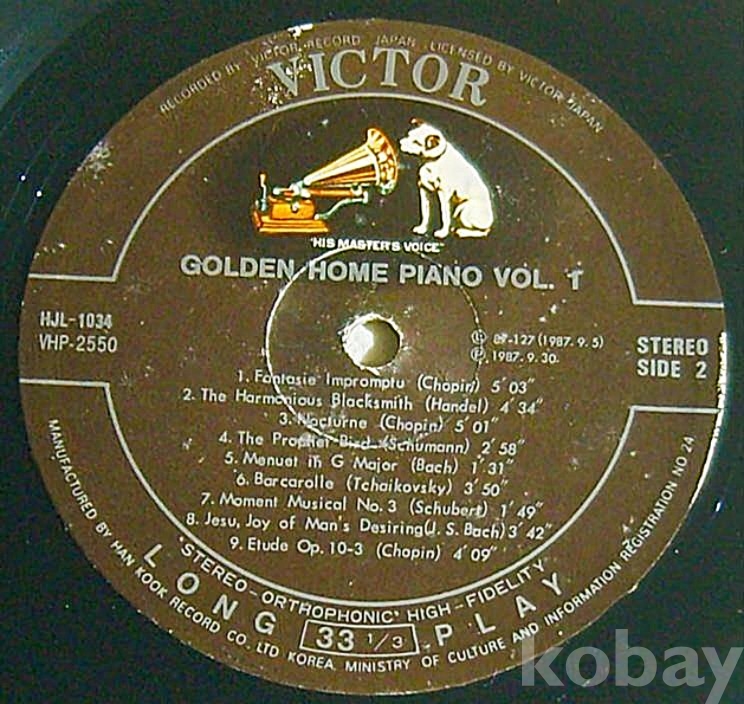 RECORDED BY VICTOR RECORD JAPAN LICENSED BY VICTOR JAPAN
VICTOR
"HIS MASTER'S VOICE"
GOLDEN HOME PIANO VOL. 1
HJL-1034
VHP-2550
Ⓛ 87-127 (1987. 9. 5)
Ⓟ 1987. 9. 30.
STEREO
SIDE 2
1. Fantasie Impromptu (Chopin) 5′03″
2. The Harmonious Blacksmith (Handel) 4′34″
3. Nocturne (Chopin) 5′01″
4. The Prophet Bird (Schumann) 2′58″
5. Menuet in G Major (Bach) 1′31″
6. Barcarolle (Tchaikovsky) 3′50″
7. Moment Musical No. 3 (Schubert) 1′49″
8. Jesu, Joy of Man's Desiring (J. S. Bach) 3′42″
9. Etude Op. 10-3 (Chopin) 4′09″
"STEREO-ORTROPHONIC" HIGH-FIDELITY
LONG 33 1/3 PLAY
MANUFACTURED BY HAN KOOK RECORD CO., LTD KOREA. MINISTRY OF CULTURE AND INFORMATION REGISTRATION NO 24
kobay